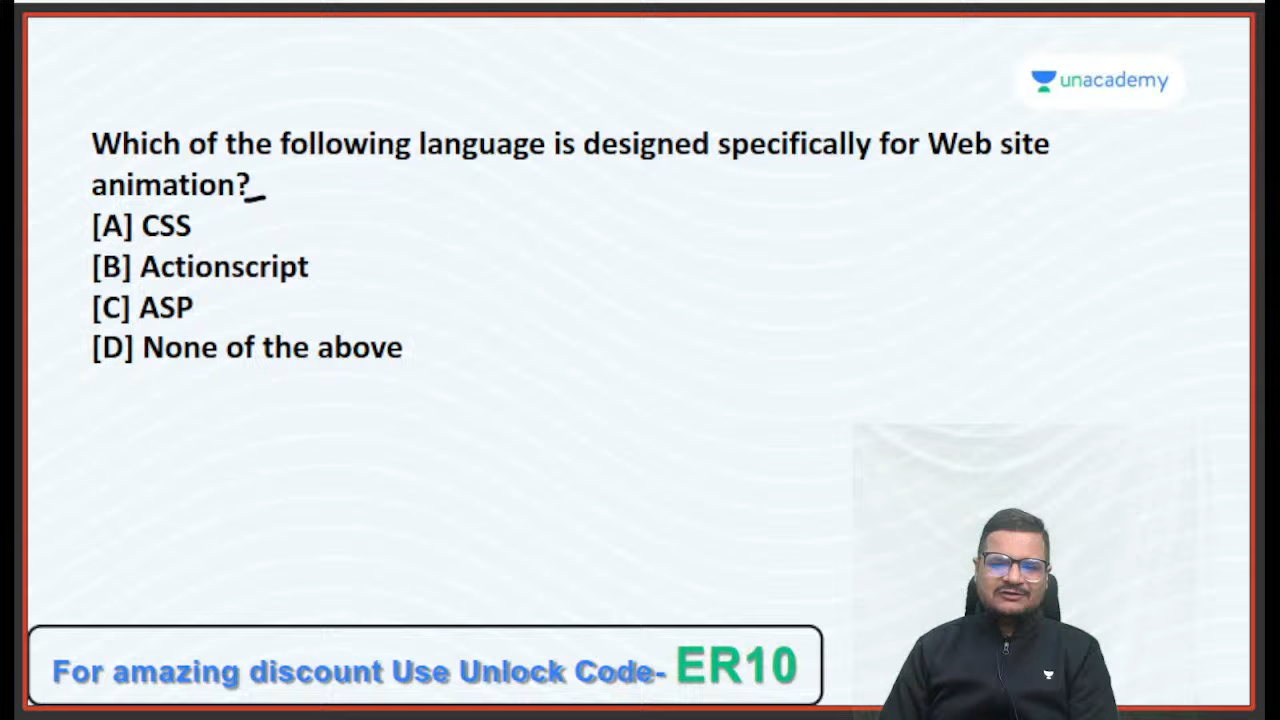 unacademy
Which of the following language is designed specifically for Web site
animation?
[A] CSS
[B] Actionscript
[C] ASP
[D] None of the above
For amazing discount Use Unlock Code- ER10